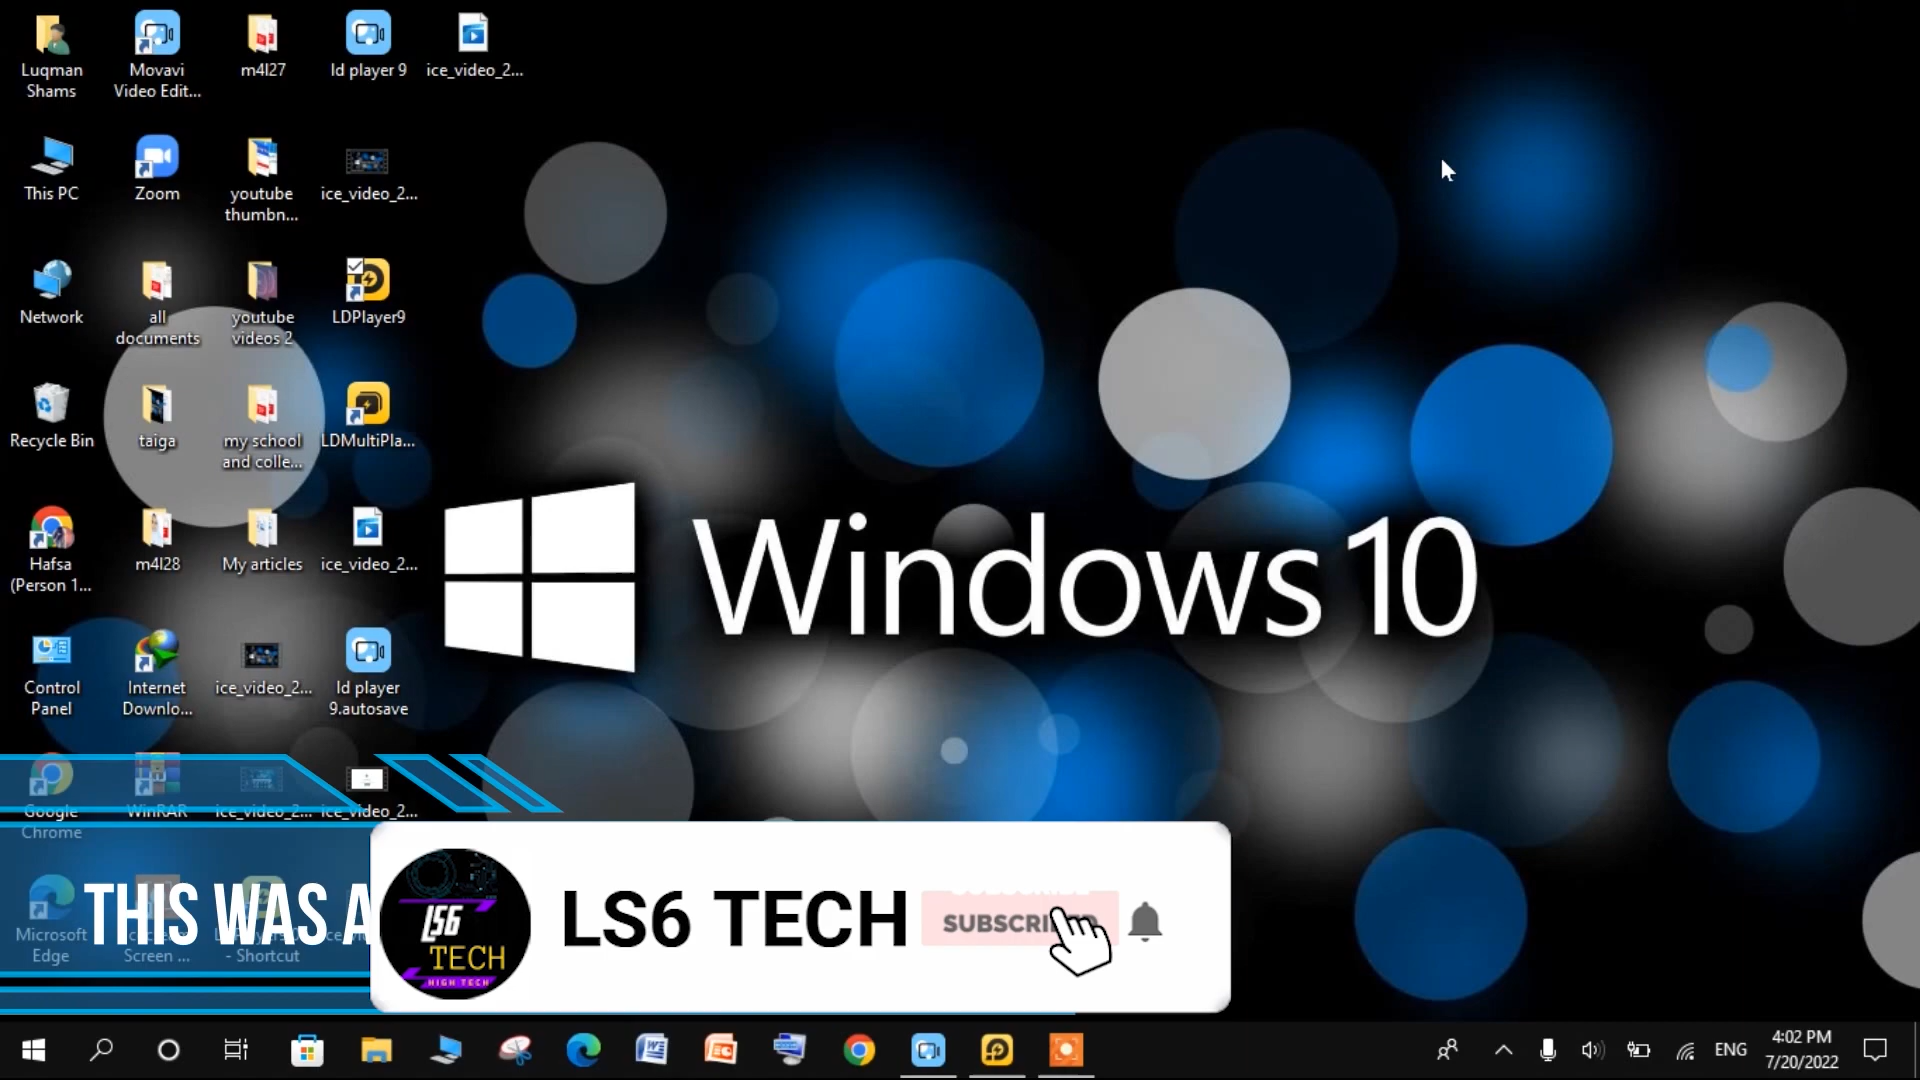 Luqman
Shams
Movavi
Video Edit...
m4l27
ld player 9
ice_video_2...
This PC
Zoom
youtube
thumbn...
ice_video_2...
Network
all
documents
youtube
videos 2
LDPlayer9
Recycle Bin
taiga
my school
and colle...
LDMultiPla...
Hafsa
(Person 1...
m4l28
My articles
ice_video_2...
Control
Panel
Internet
Downlo...
ice_video_2...
ld player
9.autosave
Windows 10
Google
Chrome
WinRAR
ice_video_2...
ice_video_2...
THIS WAS A
Microsoft
Edge
Screen ...
- Shortcut
LS6
TECH
HIGH TECH
LS6 TECH
SUBSCRIBED
ENG
4:02 PM
7/20/2022